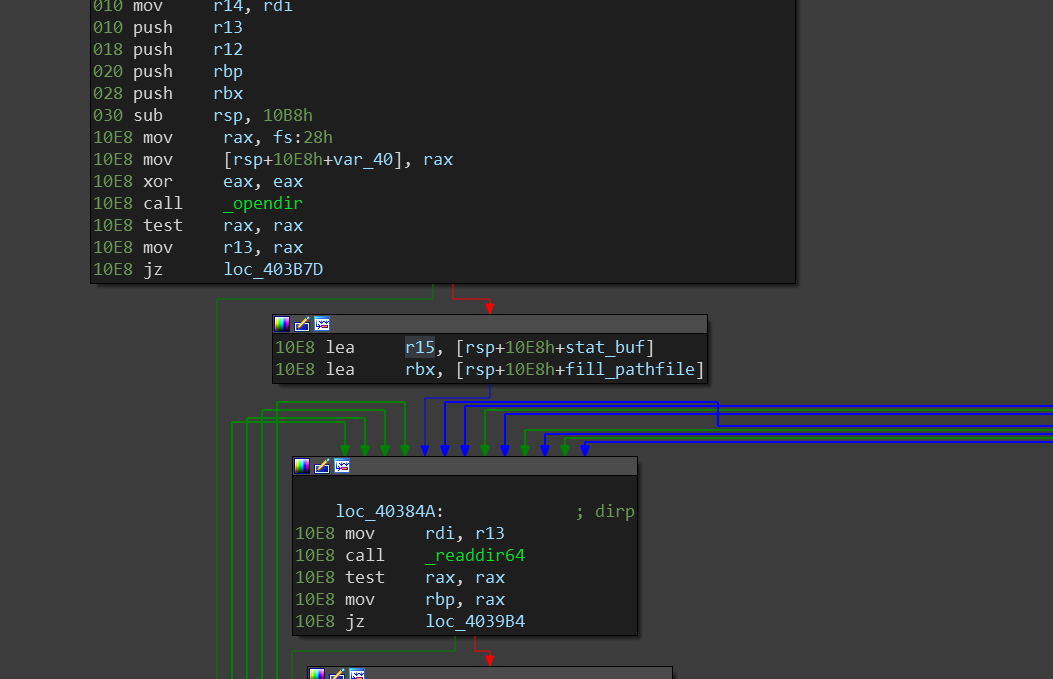 010 mov r14, rdi
010 push r13
018 push r12
020 push rbp
028 push rbx
030 sub rsp, 10B8h
10E8 mov rax, fs:28h
10E8 mov [rsp+10E8h+var_40], rax
10E8 xor eax, eax
10E8 call _opendir
10E8 test rax, rax
10E8 mov r13, rax
10E8 jz loc_403B7D
10E8 lea r15, [rsp+10E8h+stat_buf]
10E8 lea rbx, [rsp+10E8h+fill_pathfile]
loc_40384A: ; dirp
10E8 mov rdi, r13
10E8 call _readdir64
10E8 test rax, rax
10E8 mov rbp, rax
10E8 jz loc_4039B4